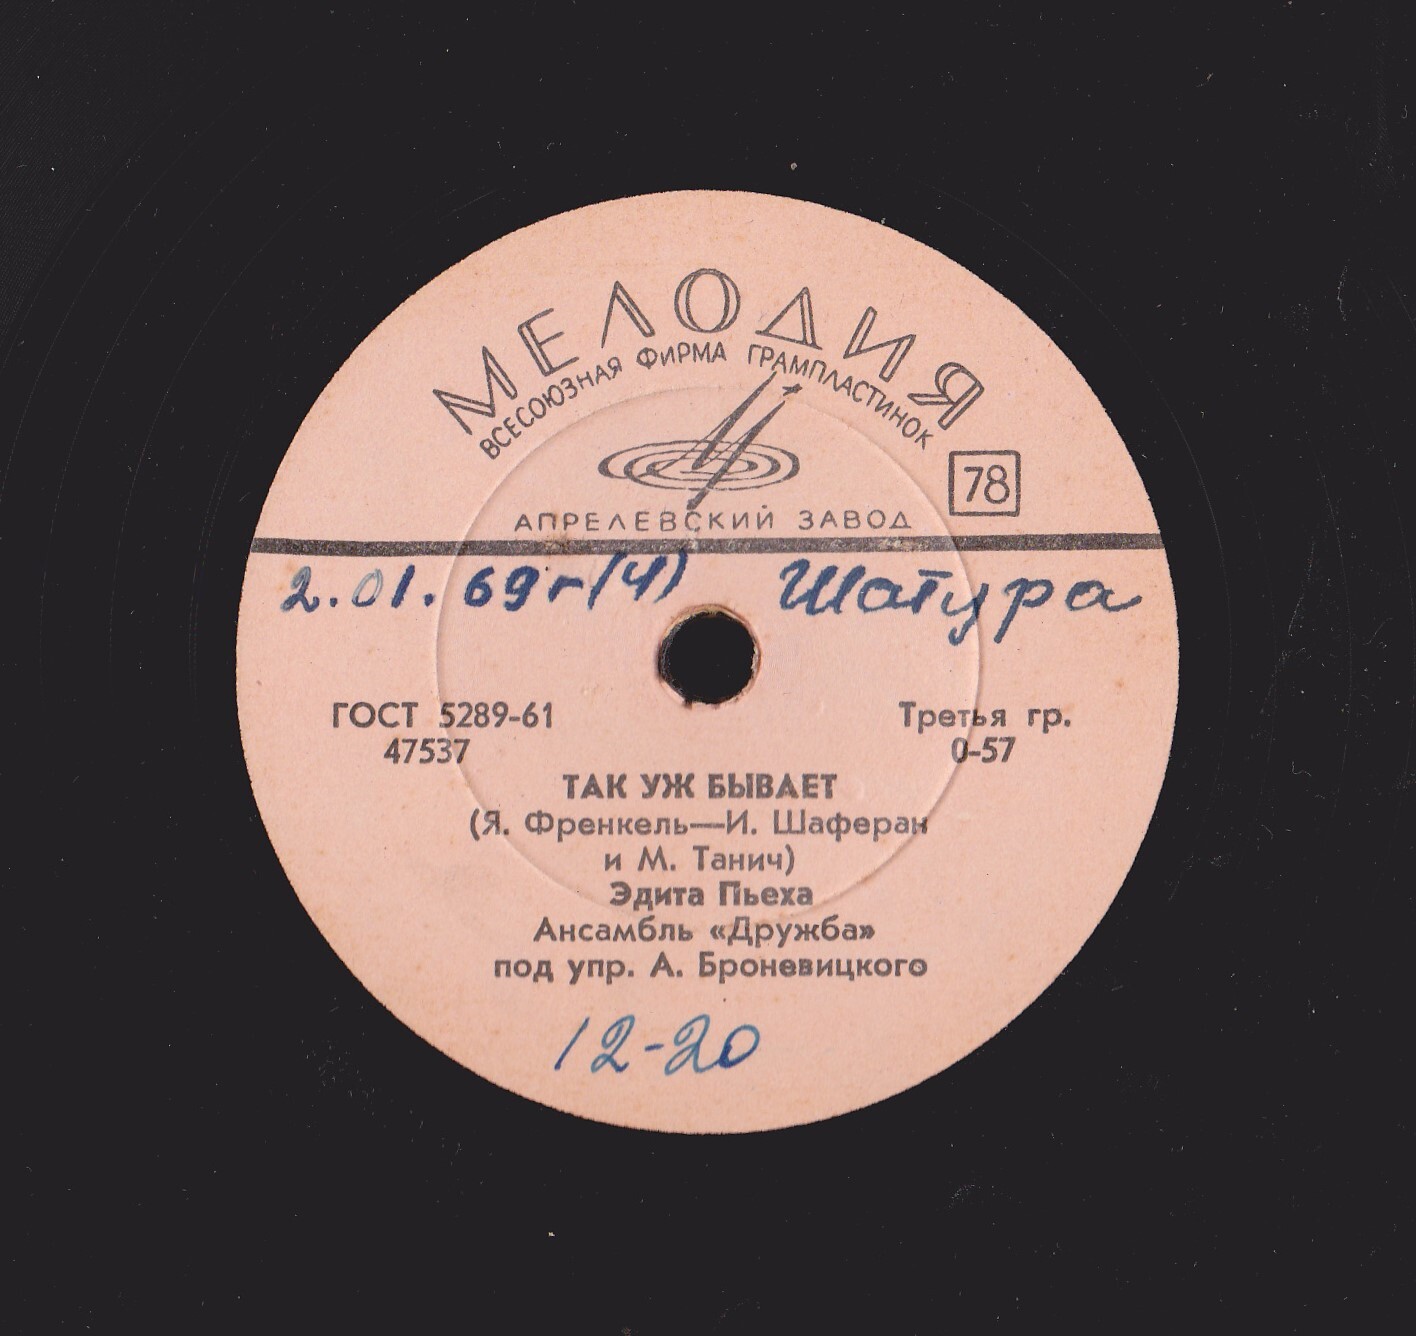 МЕЛОДИЯ
ВСЕСОЮЗНАЯ ФИРМА ГРАМПЛАСТИНОК
78
АПРЕЛЕВСКИЙ ЗАВОД
2.01.69г(Ч) Шатура
ГОСТ 5289-61 Третья гр.
47537 0-57
ТАК УЖ БЫВАЕТ
(Я. Френкель—И. Шаферан
и М. Танич)
Эдита Пьеха
Ансамбль «Дружба»
под упр. А. Броневицкого
12-20